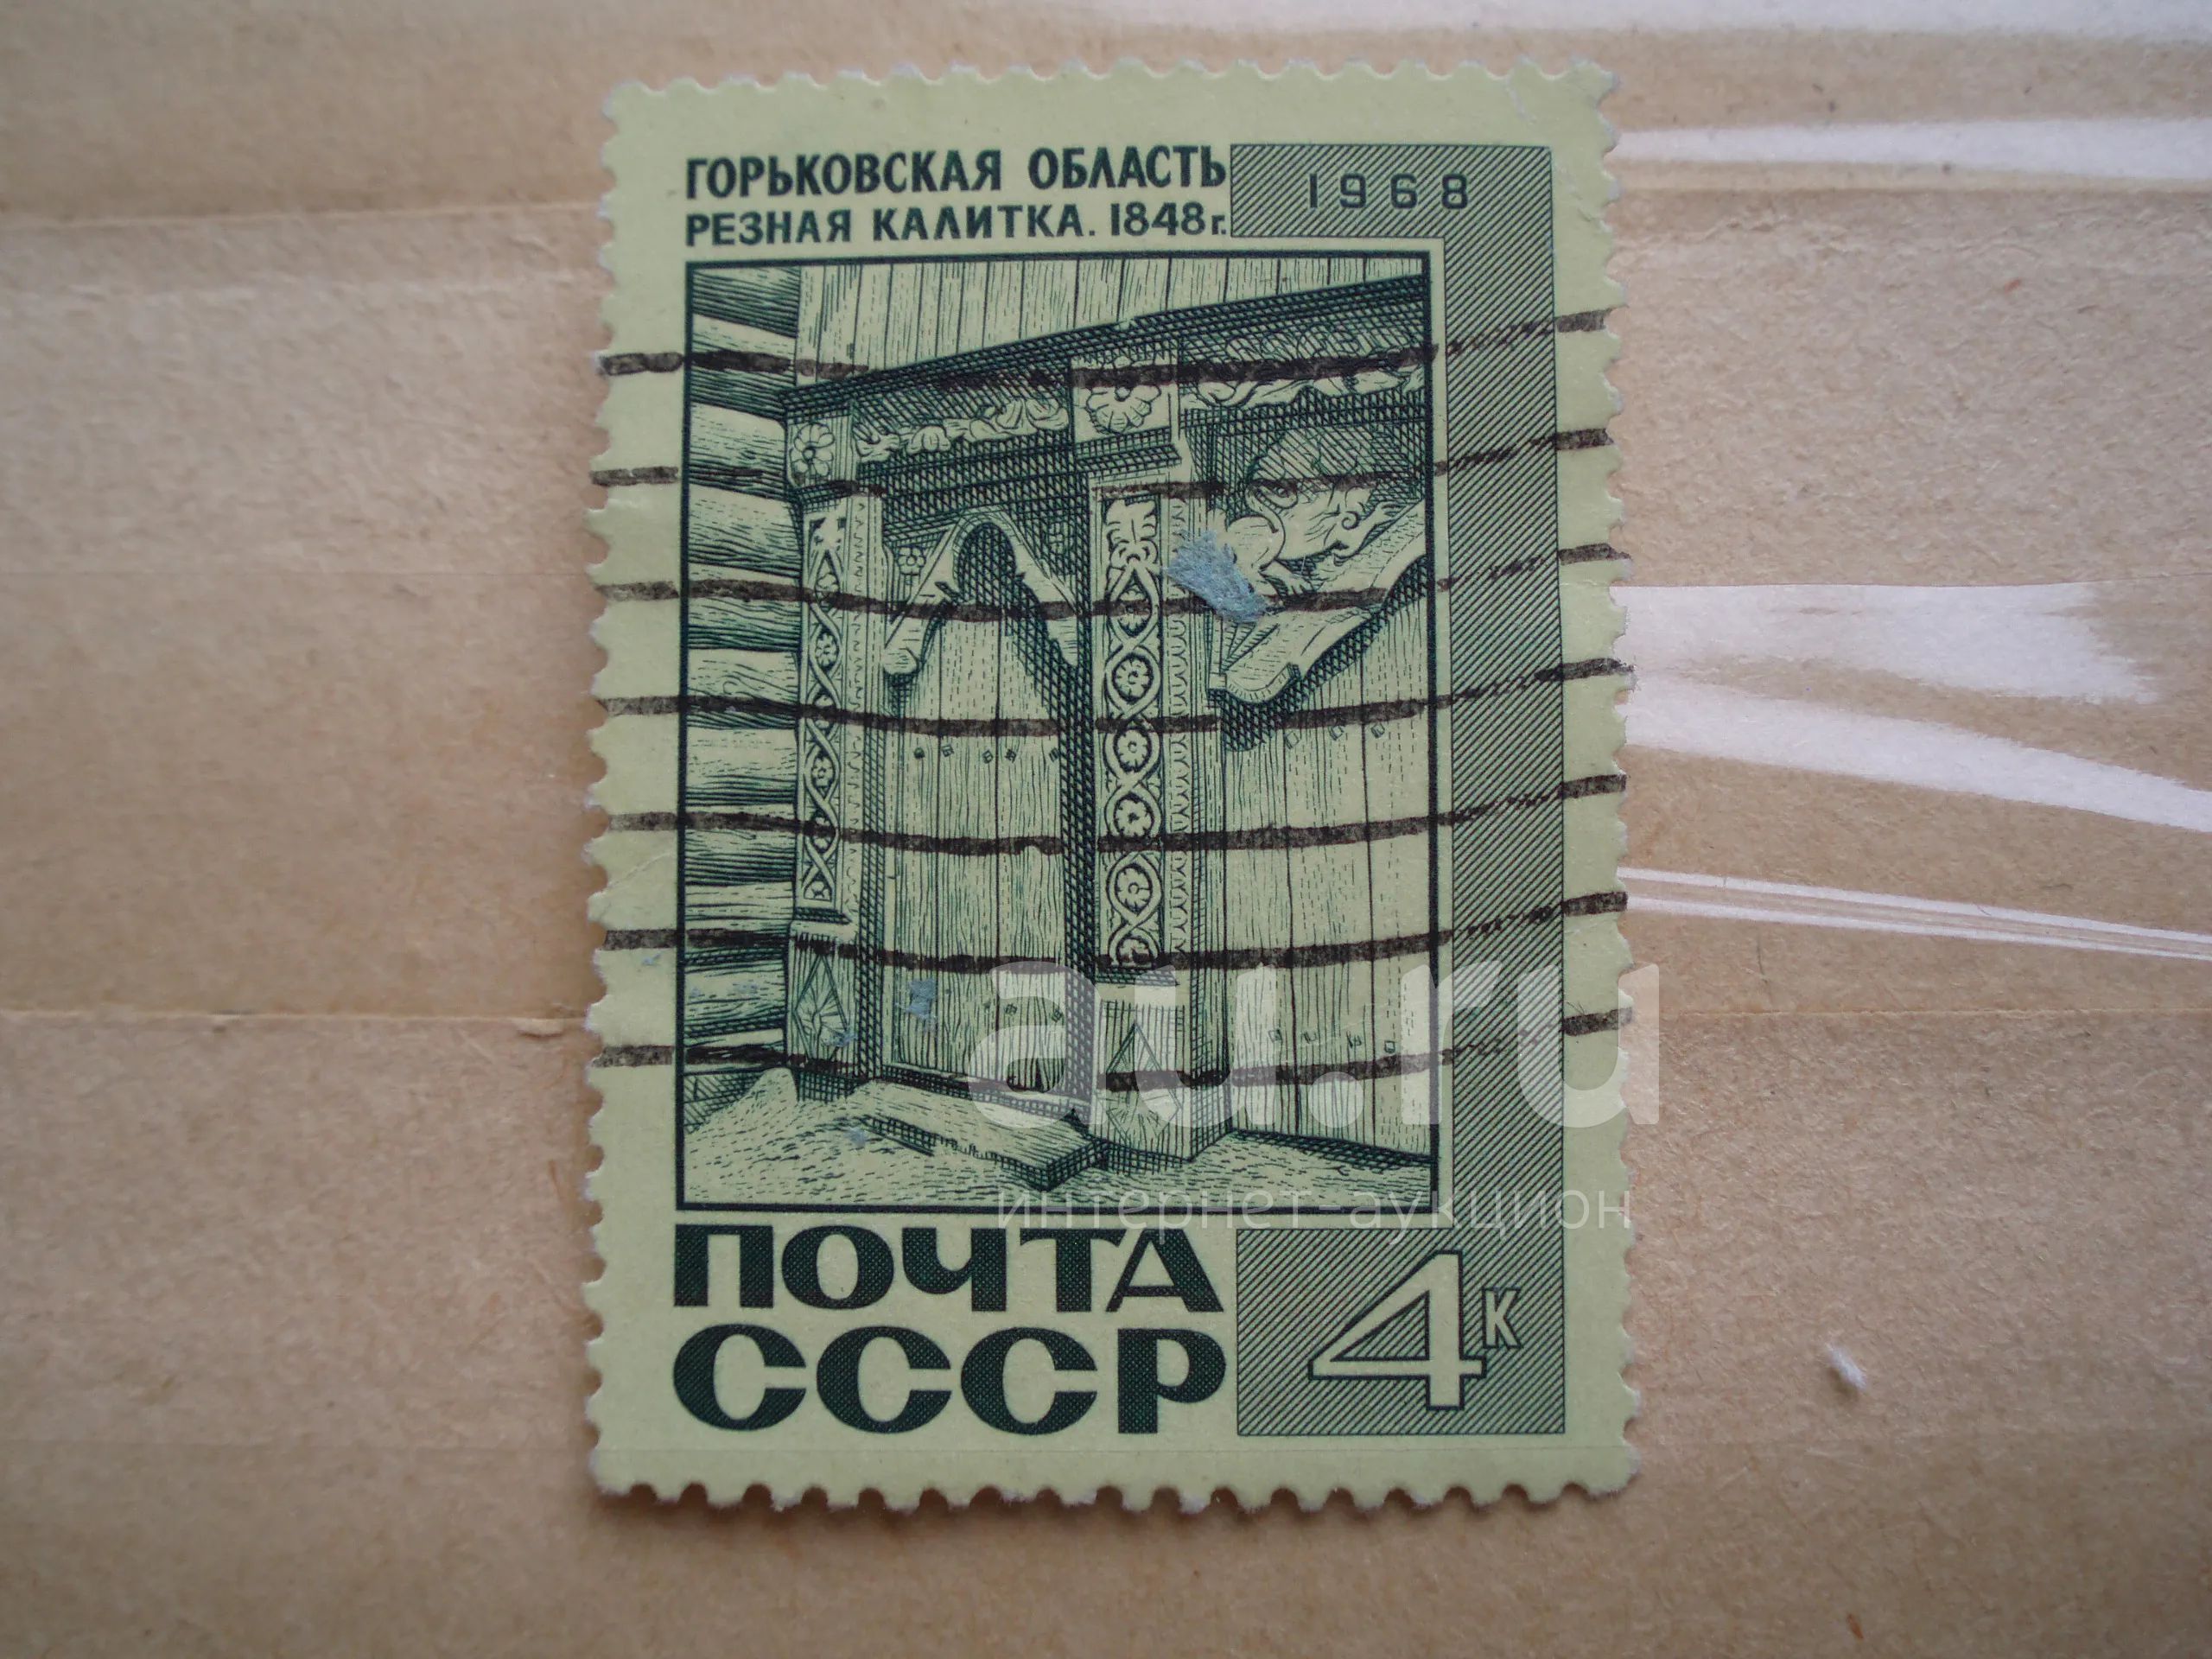 ГОРЬКОВСКАЯ ОБЛАСТЬ
РЕЗНАЯ КАЛИТКА. 1848г.
1968
au.ru
интернет-аукцион
ПОЧТА
СССР
4к